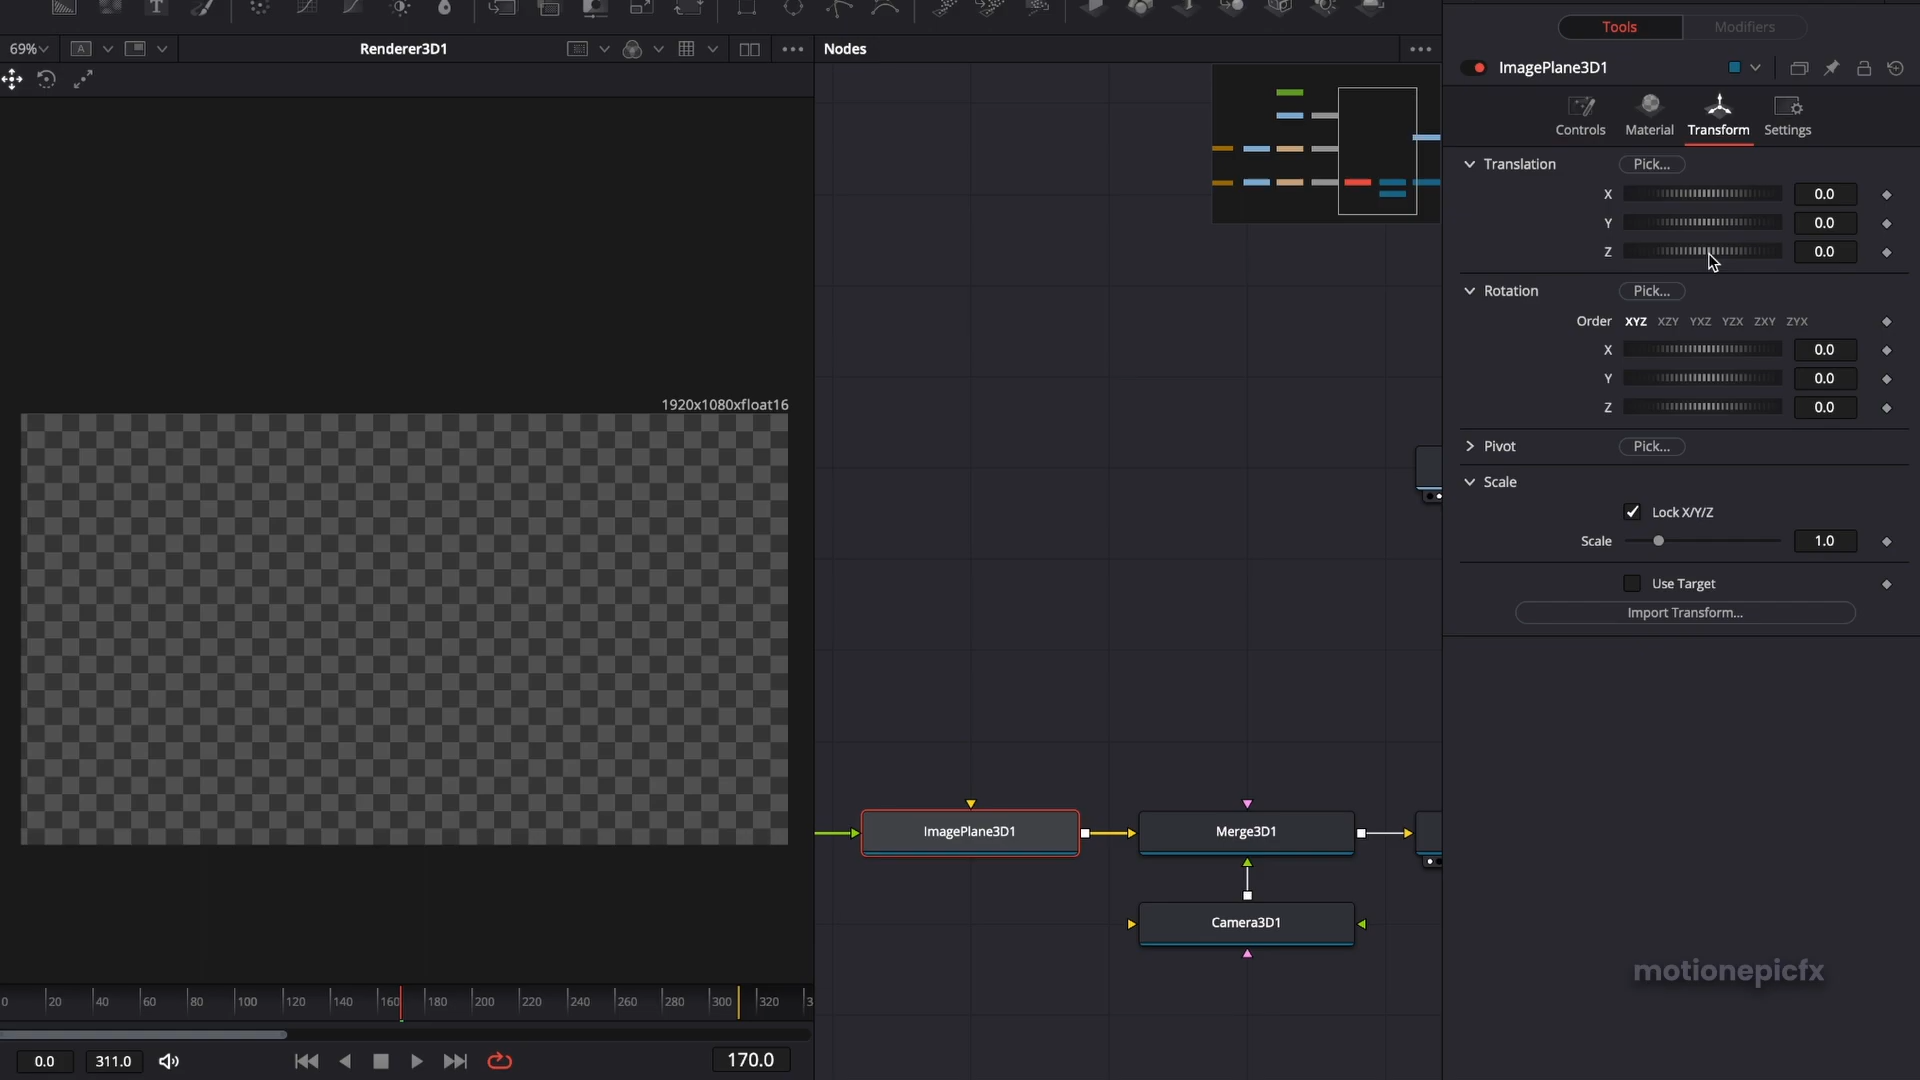 T
Tools
Modifiers
69%
A
Renderer3D1
Nodes
ImagePlane3D1
Controls
Material
Transform
Settings
Translation
Pick...
X
0.0
Y
0.0
Z
0.0
Rotation
Pick...
Order XYZ XZY YXZ YZX ZXY ZYX
X
0.0
Y
0.0
Z
0.0
Pivot
Pick...
Scale
Lock X/Y/Z
Scale
1.0
Use Target
Import Transform...
1920x1080xfloat16
ImagePlane3D1
Merge3D1
Camera3D1
motionepicfx
0 20 40 60 80 100 120 140 160 180 200 220 240 260 280 300 320 3
0.0
311.0
170.0